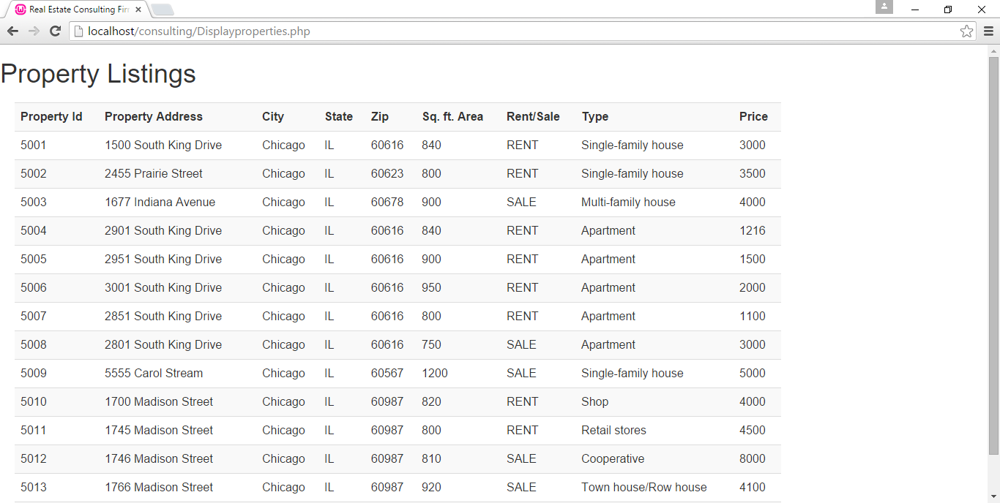 Real Estate Consulting Fir
localhost/consulting/Displayproperties.php
Property Listings
Property Id Property Address City State Zip Sq. ft. Area Rent/Sale Type Price
5001 1500 South King Drive Chicago IL 60616 840 RENT Single-family house 3000
5002 2455 Prairie Street Chicago IL 60623 800 RENT Single-family house 3500
5003 1677 Indiana Avenue Chicago IL 60678 900 SALE Multi-family house 4000
5004 2901 South King Drive Chicago IL 60616 840 RENT Apartment 1216
5005 2951 South King Drive Chicago IL 60616 900 RENT Apartment 1500
5006 3001 South King Drive Chicago IL 60616 950 RENT Apartment 2000
5007 2851 South King Drive Chicago IL 60616 800 RENT Apartment 1100
5008 2801 South King Drive Chicago IL 60616 750 SALE Apartment 3000
5009 5555 Carol Stream Chicago IL 60567 1200 SALE Single-family house 5000
5010 1700 Madison Street Chicago IL 60987 820 RENT Shop 4000
5011 1745 Madison Street Chicago IL 60987 800 RENT Retail stores 4500
5012 1746 Madison Street Chicago IL 60987 810 SALE Cooperative 8000
5013 1766 Madison Street Chicago IL 60987 920 SALE Town house/Row house 4100